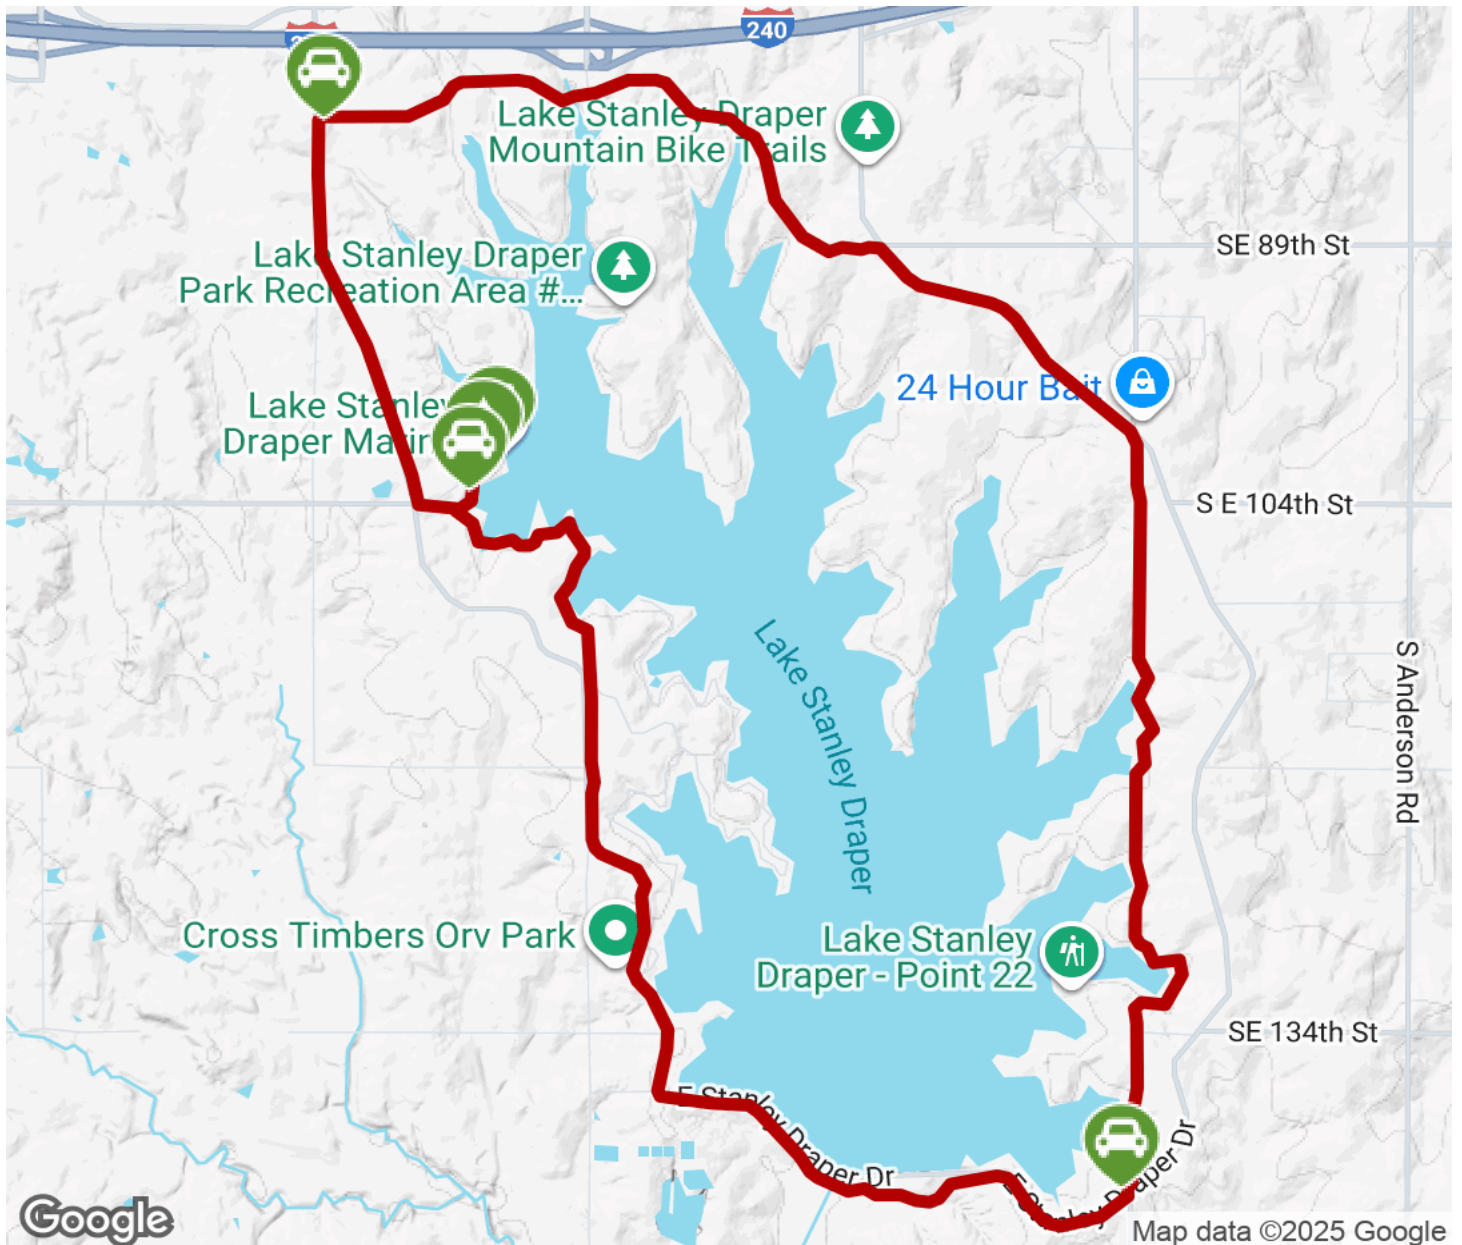 240
Lake Stanley Draper
Mountain Bike Trails
SE 89th St
Lake Stanley Draper
Park Recreation Area #...
24 Hour Bait
Lake Stanley
Draper Marin
S E 104th St
Lake Stanley Draper
S Anderson Rd
Cross Timbers Orv Park
Lake Stanley
Draper - Point 22
SE 134th St
E Stanley Draper Dr
E Stanley Draper Dr
Google
Map data ©2025 Google